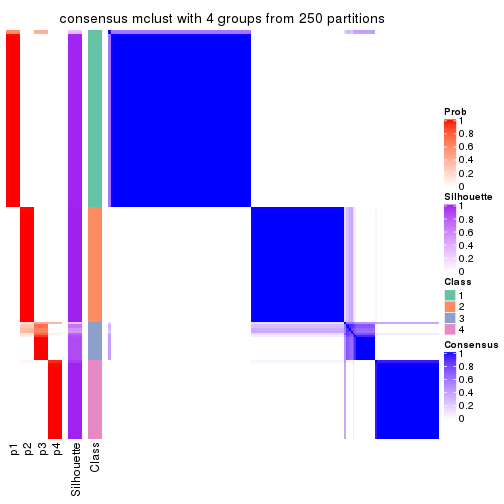 consensus mclust with 4 groups from 250 partitions
Prob
1
0.8
0.6
0.4
0.2
0
Silhouette
1
0.8
0.6
0.4
0.2
0
Class
1
2
3
4
Consensus
1
0.8
0.6
0.4
0.2
0
p1
p2
p3
p4
Silhouette
Class